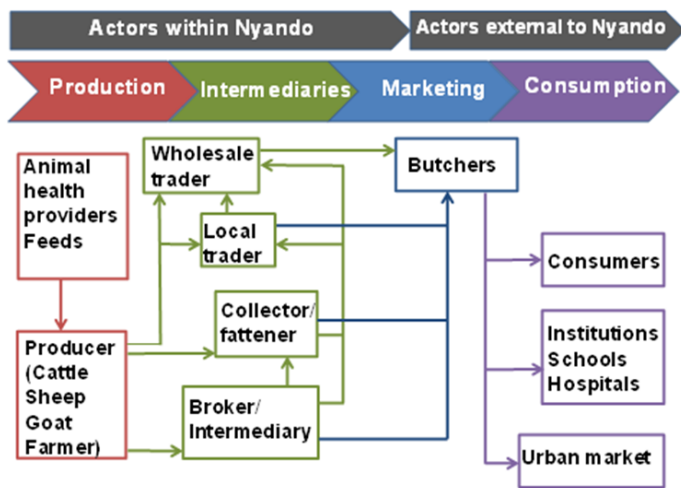 Actors within Nyando
Actors external to Nyando
Production
Intermediaries
Marketing
Consumption
Animal
health
providers
Feeds
Wholesale
trader
Butchers
Local
trader
Consumers
Collector/
fattener
Institutions
Schools
Hospitals
Producer
(Cattle
Sheep
Goat
Farmer)
Broker/
Intermediary
Urban market